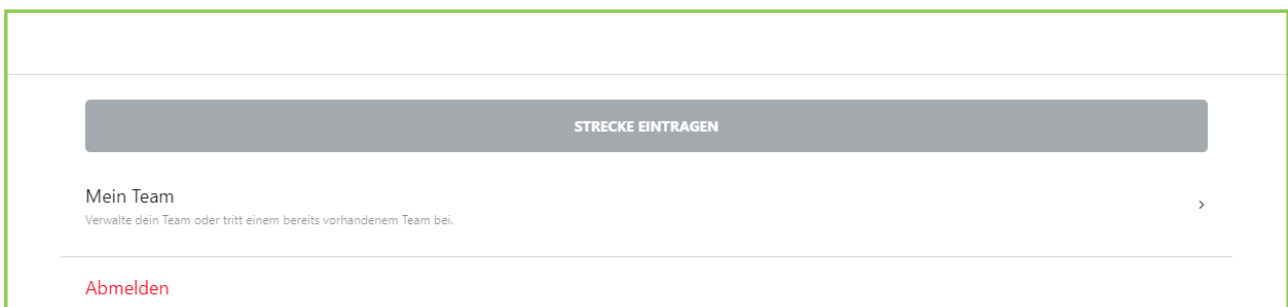 STRECKE EINTRAGEN
Mein Team
Verwalte dein Team oder tritt einem bereits vorhandenem Team bei.
Abmelden